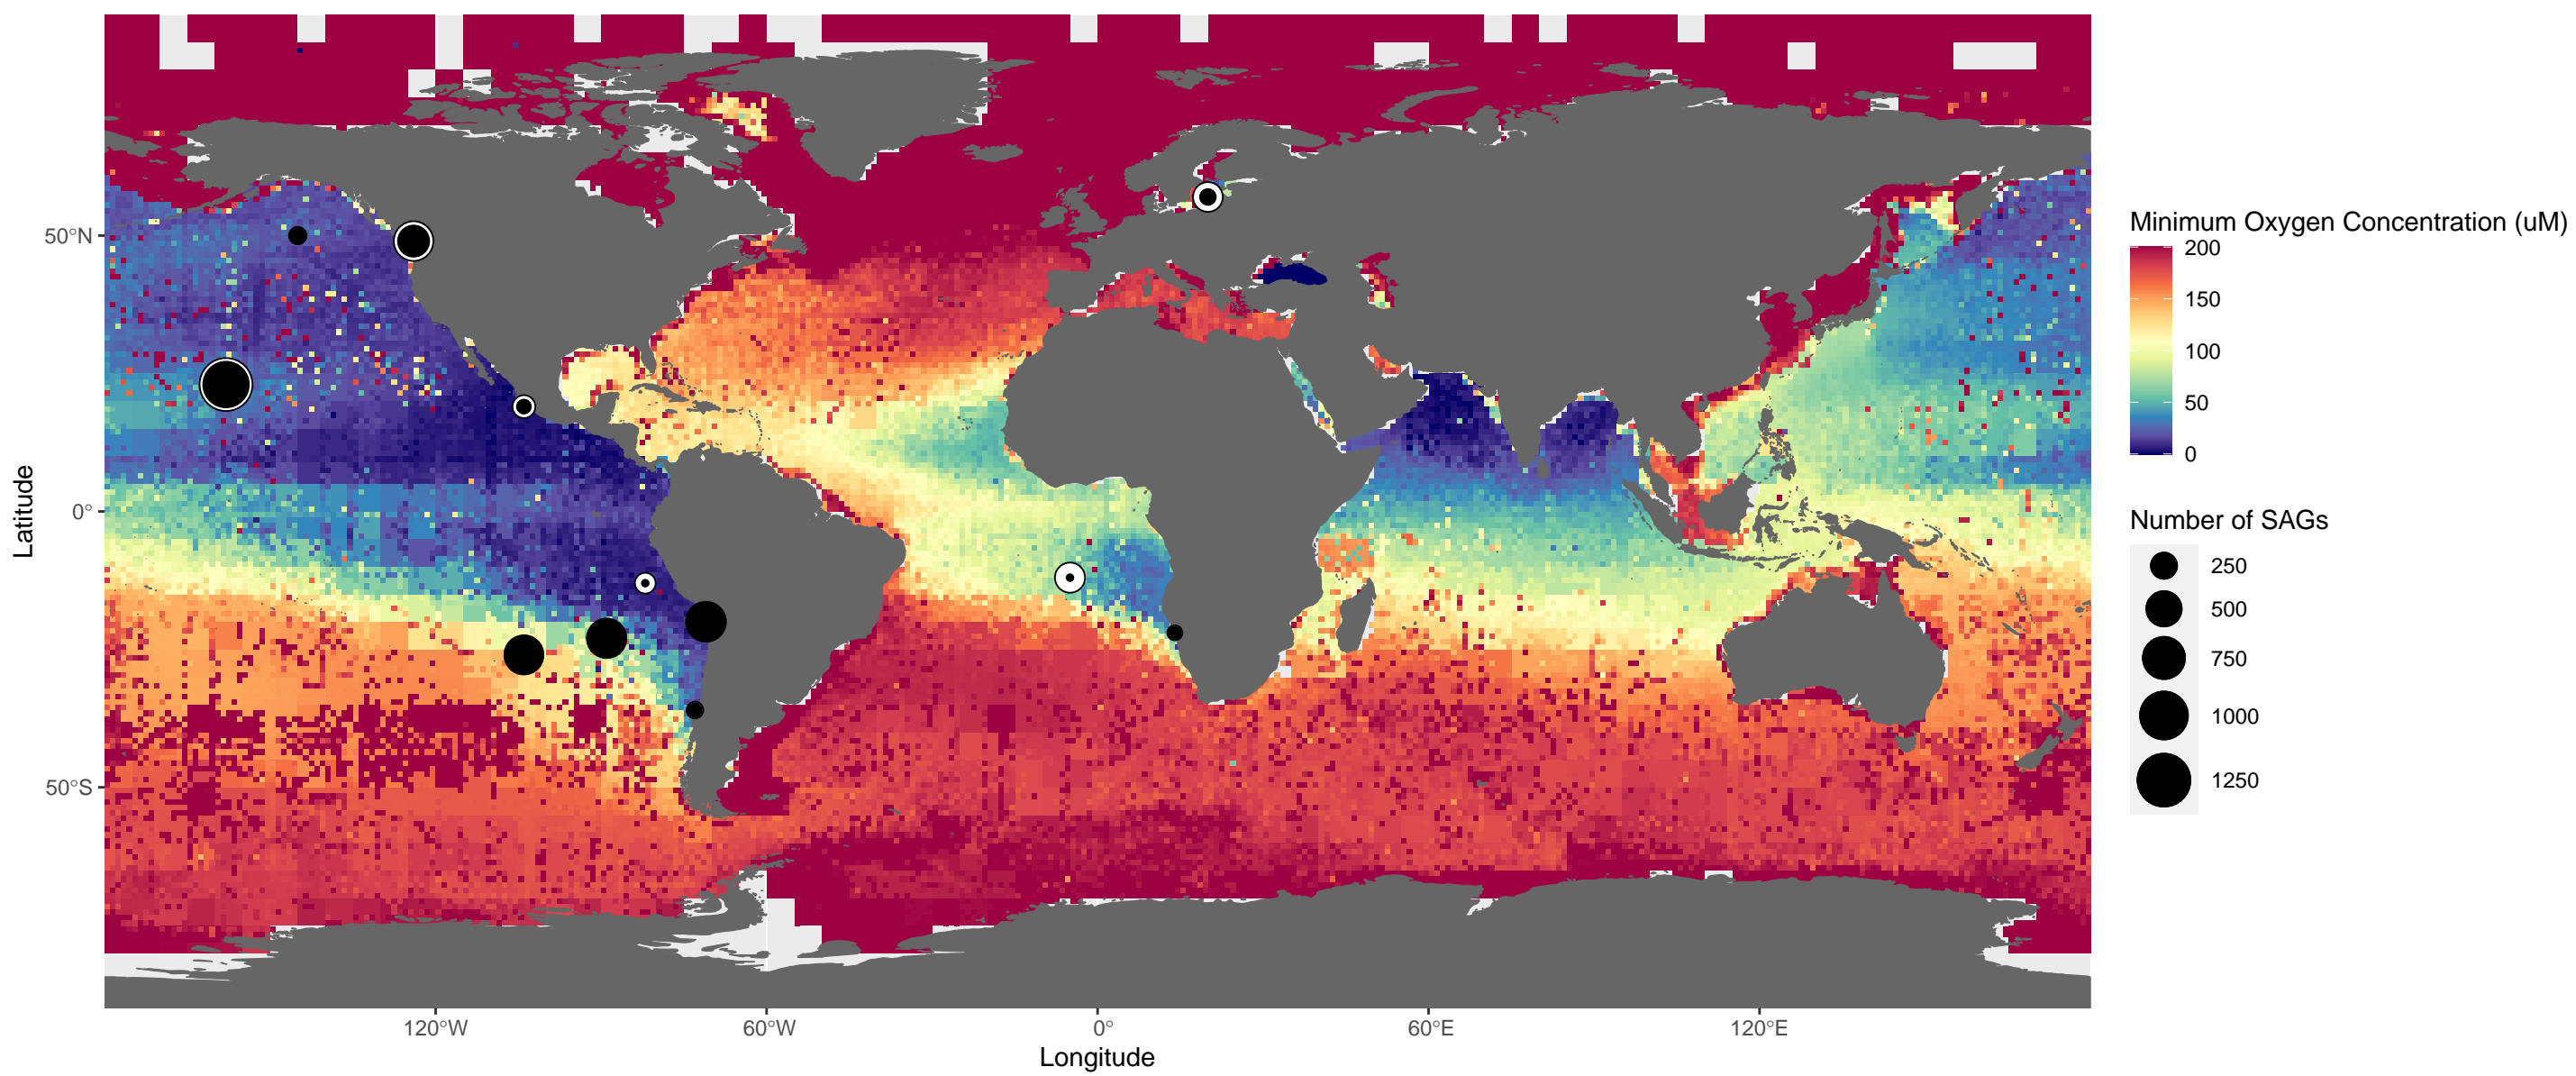 Latitude
50°N
0°
50°S
120°W
60°W
0°
60°E
120°E
Longitude
Minimum Oxygen Concentration (uM)
200
150
100
50
0
Number of SAGs
250
500
750
1000
1250